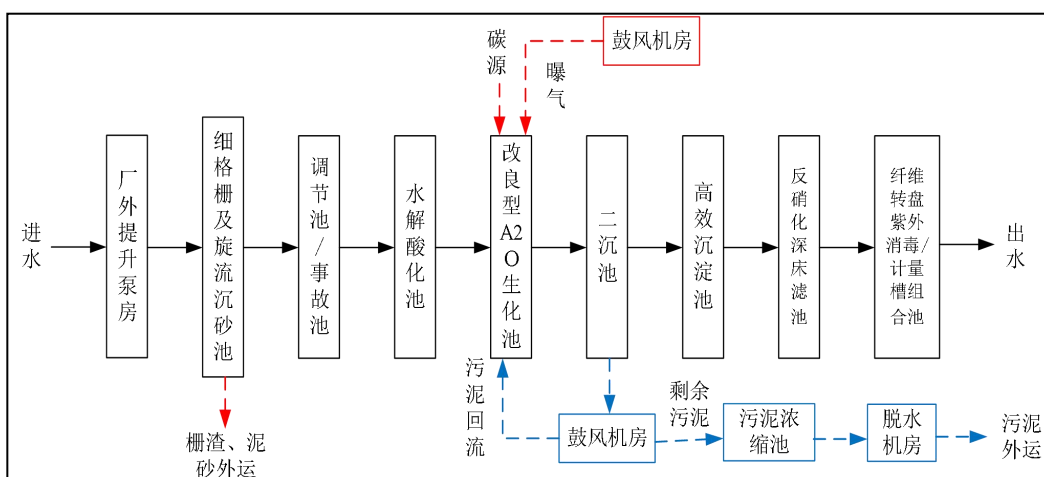 鼓风机房
碳源
曝气
进水
厂外提升泵房
细格栅及旋流沉砂池
调节池/事故池
水解酸化池
改良型A2O生化池
二沉池
高效沉淀池
反硝化深床滤池
纤维
转盘
紫外
消毒/
计量
槽组
合池
出水
栅渣、泥
砂外运
污泥回流
鼓风机房
剩余
污泥
污泥浓
缩池
脱水
机房
污泥
外运